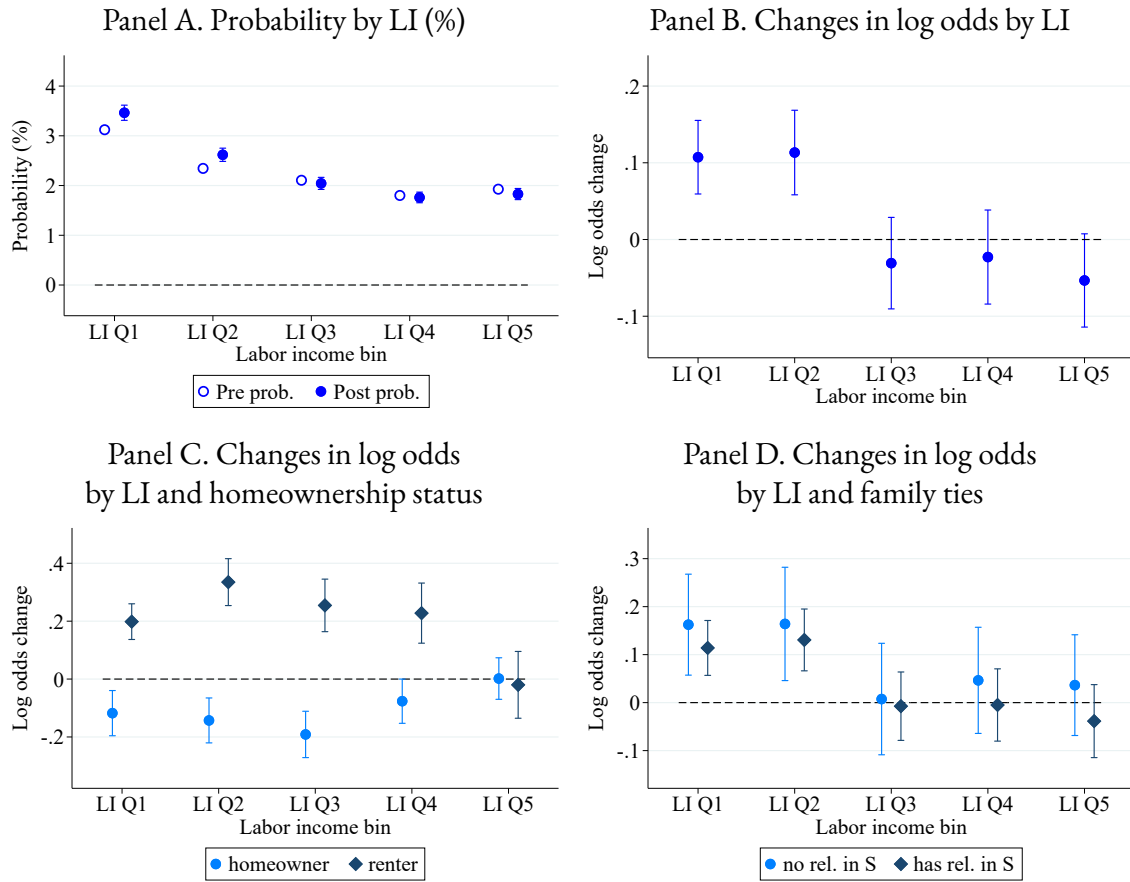 Panel A. Probability by LI (%)
Probability (%)
4
3
2
1
0
LI Q1 LI Q2 LI Q3 LI Q4 LI Q5
Labor income bin
Pre prob. Post prob.
Panel B. Changes in log odds by LI
Log odds change
.2
.1
0
-.1
LI Q1 LI Q2 LI Q3 LI Q4 LI Q5
Labor income bin
Panel C. Changes in log odds
by LI and homeownership status
Log odds change
.4
.2
0
-.2
LI Q1 LI Q2 LI Q3 LI Q4 LI Q5
Labor income bin
homeowner renter
Panel D. Changes in log odds
by LI and family ties
Log odds change
.3
.2
.1
0
-.1
LI Q1 LI Q2 LI Q3 LI Q4 LI Q5
Labor income bin
no rel. in S has rel. in S